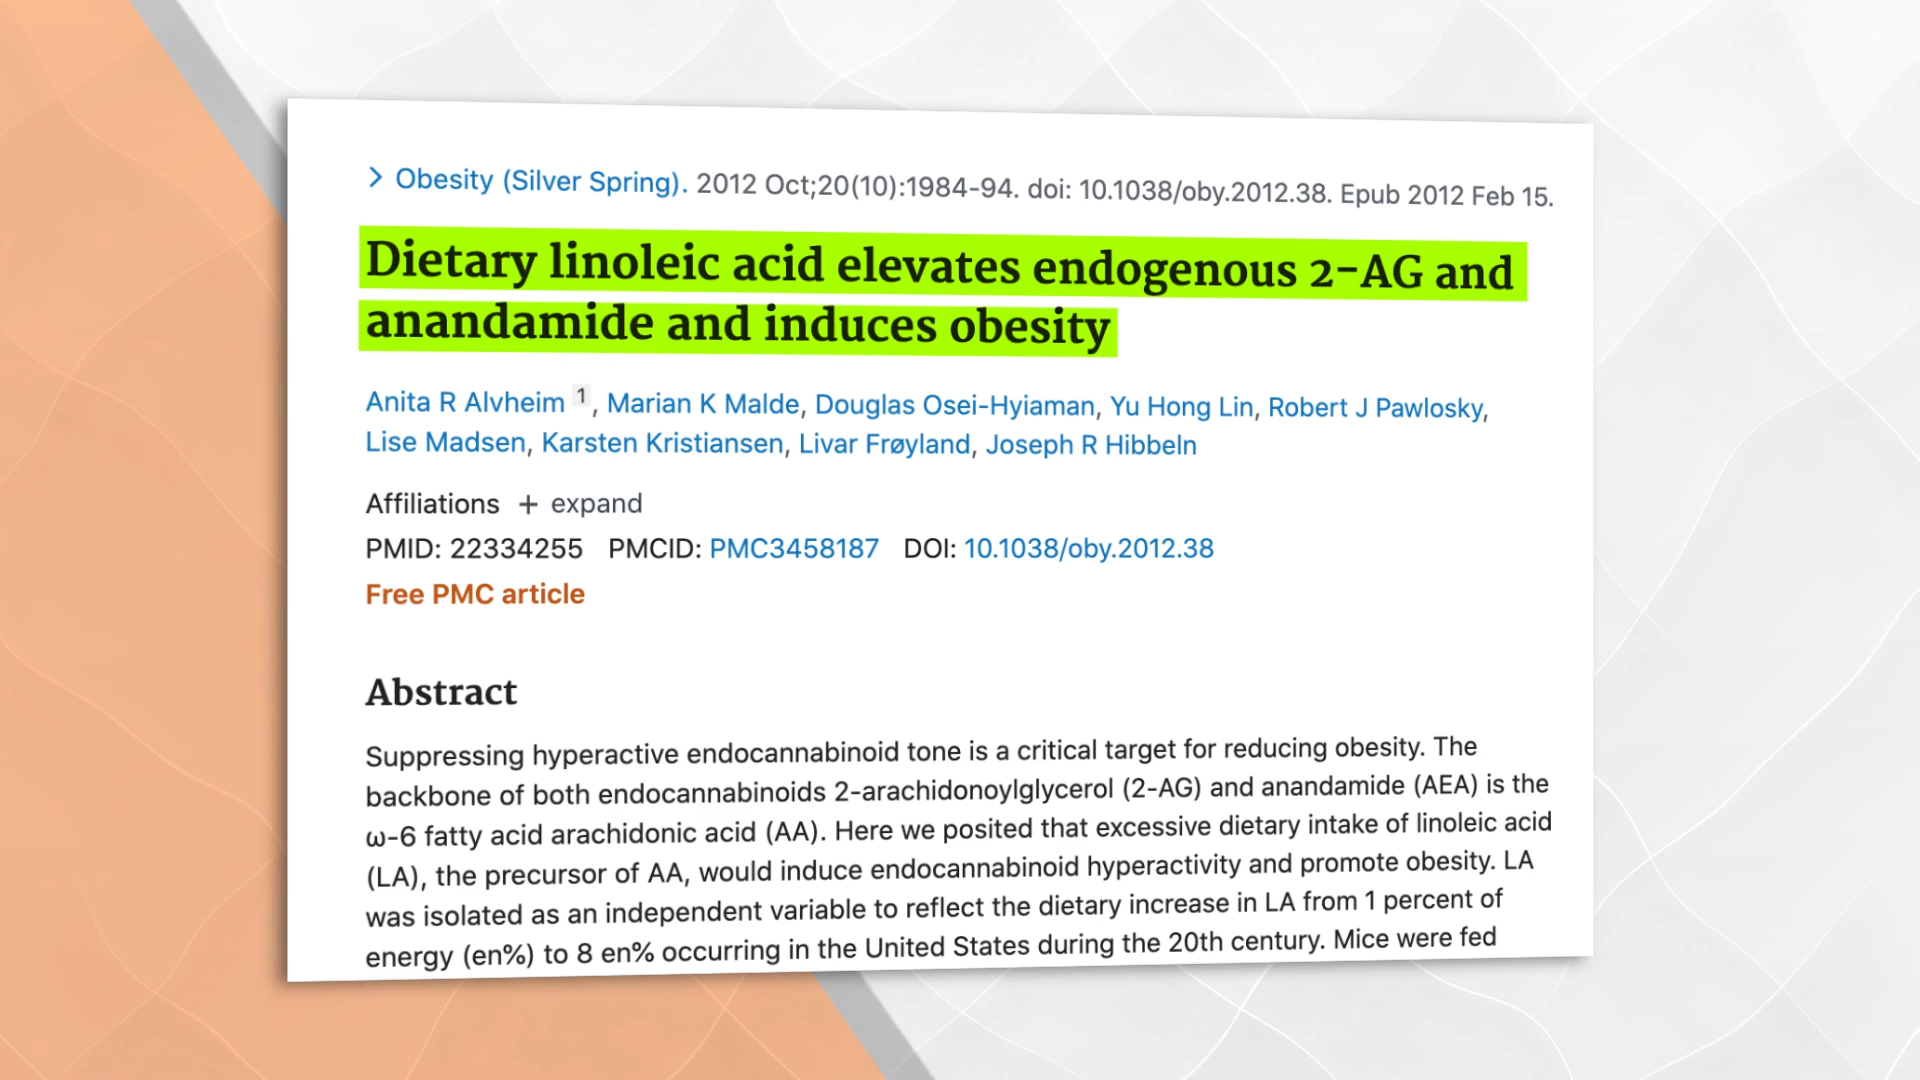 > Obesity (Silver Spring). 2012 Oct;20(10):1984-94. doi: 10.1038/oby.2012.38. Epub 2012 Feb 15.
Dietary linoleic acid elevates endogenous 2-AG and
anandamide and induces obesity
Anita R Alvheim 1, Marian K Malde, Douglas Osei-Hyiaman, Yu Hong Lin, Robert J Pawlosky,
Lise Madsen, Karsten Kristiansen, Livar Frøyland, Joseph R Hibbeln
Affiliations + expand
PMID: 22334255 PMCID: PMC3458187 DOI: 10.1038/oby.2012.38
Free PMC article
Abstract
Suppressing hyperactive endocannabinoid tone is a critical target for reducing obesity. The
backbone of both endocannabinoids 2-arachidonoylglycerol (2-AG) and anandamide (AEA) is the
ω-6 fatty acid arachidonic acid (AA). Here we posited that excessive dietary intake of linoleic acid
(LA), the precursor of AA, would induce endocannabinoid hyperactivity and promote obesity. LA
was isolated as an independent variable to reflect the dietary increase in LA from 1 percent of
energy (en%) to 8 en% occurring in the United States during the 20th century. Mice were fed